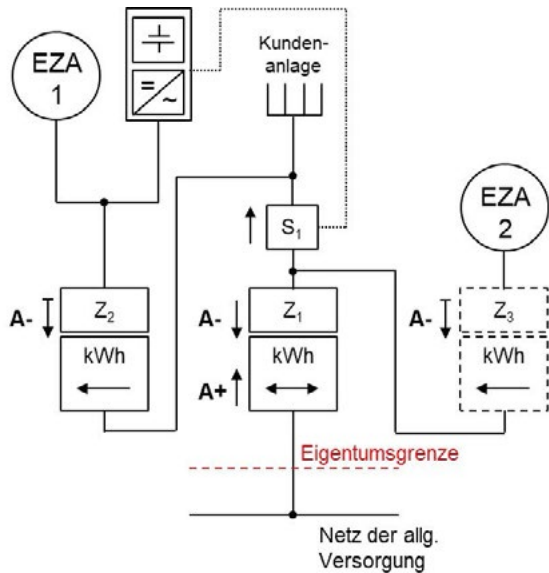 EZA
1
=
~
Kunden-
anlage
S1
EZA
2
A-
Z2
kWh
A-
Z1
A+
kWh
A-
Z3
kWh
Eigentumsgrenze
Netz der allg.
Versorgung